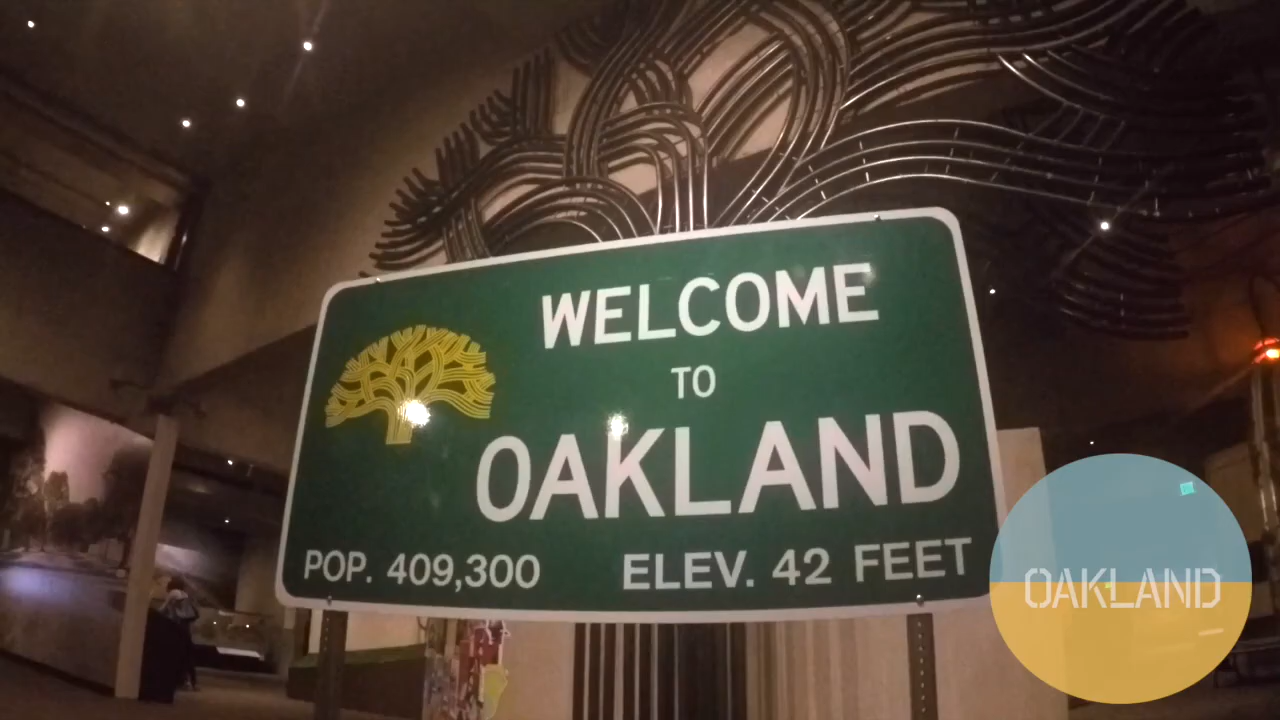 WELCOME
TO
OAKLAND
POP. 409,300 ELEV. 42 FEET
OAKLAND